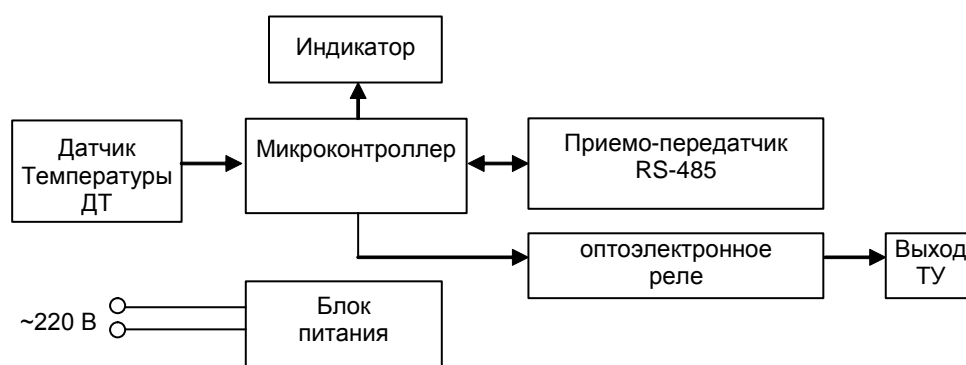 Индикатор
Датчик
Температуры
ДТ
Микроконтроллер
Приемо-передатчик
RS-485
оптоэлектронное
реле
Выход
ТУ
~220 В
Блок
питания